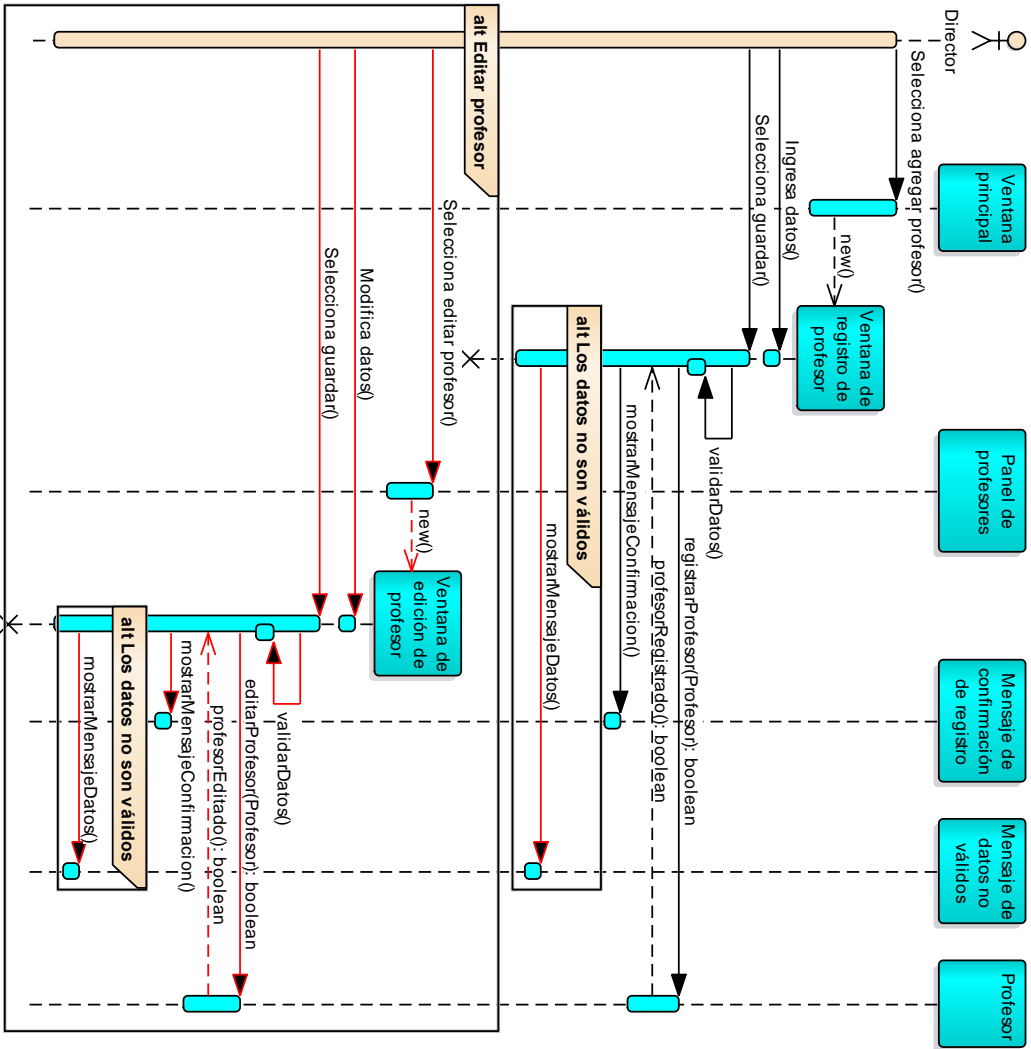 Director
Ventana
principal
Ventana de
registro de
profesor
Panel de
profesores
Ventana de
edición de
profesor
Mensaje de
confirmación
de registro
Mensaje de
datos no
válidos
Profesor
Selecciona agregar profesor()
new()
Ingresa datos()
Selecciona guardar()
validarDatos()
registrarProfesor(Profesor): boolean
profesorRegistrado(): boolean
mostrarMensajeConfirmacion()
alt Los datos no son válidos
mostrarMensajeDatos()
alt Editar profesor
Selecciona editar profesor()
new()
Modifica datos()
Selecciona guardar()
validarDatos()
editarProfesor(Profesor): boolean
profesorEditado(): boolean
mostrarMensajeConfirmacion()
alt Los datos no son válidos
mostrarMensajeDatos()